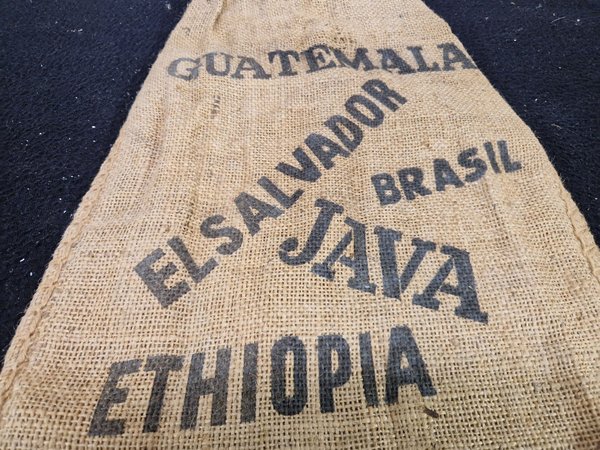 GUATEMALA
EL SALVADOR
BRASIL
JAVA
ETHIOPIA